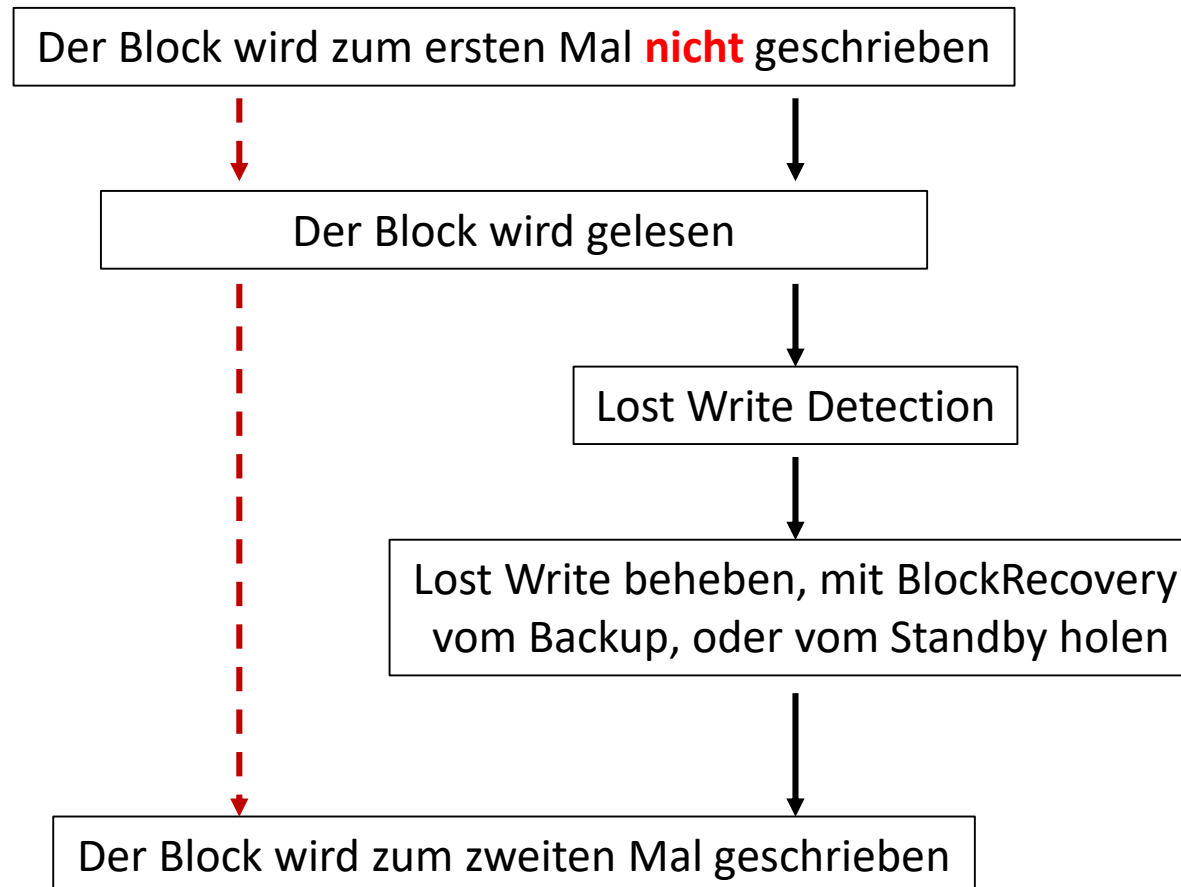 Der Block wird zum ersten Mal nicht geschrieben
Der Block wird gelesen
Lost Write Detection
Lost Write beheben, mit BlockRecovery
vom Backup, oder vom Standby holen
Der Block wird zum zweiten Mal geschrieben